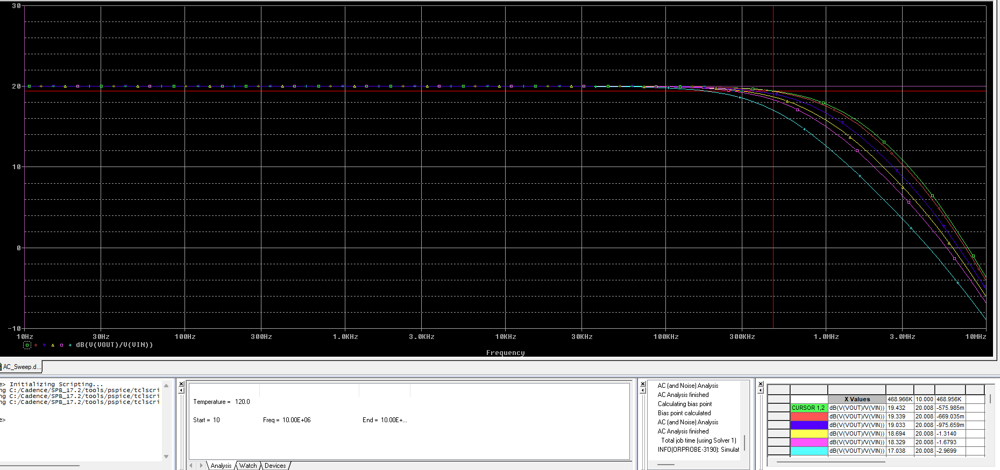 30
20
10
0
-10
10Hz 30Hz 100Hz 300Hz 1.0KHz 3.0KHz 10KHz 30KHz 100KHz 300KHz 1.0MHz 3.0MHz 10MHz
dB(V(VOUT)/V(VIN))
Frequency
AC_Sweep.d...
e> Initializing Scripting...
ng C:/Cadence/SPB_17.2/tools/pspice/tclscri
ng C:/Cadence/SPB_17.2/tools/pspice/tclscri
ng C:/Cadence/SPB_17.2/tools/pspice/tclscri
e>
Temperature = 120.0
Start = 10 Freq = 10.00E+06 End = 10.00E+...
Analysis Watch Devices
AC (and Noise) Analysis
AC Analysis finished
Calculating bias point
Bias point calculated
AC (and Noise) Analysis
AC Analysis finished
Total job time (using Solver 1)
INFO(ORPROBE-3190): Simulat
X Values 468.966K 10.000 468.956K
CURSOR 1,2 dB(V(VOUT)/V(VIN)) 19.432 20.008 -575.985m
dB(V(VOUT)/V(VIN)) 19.339 20.008 -669.035m
dB(V(VOUT)/V(VIN)) 19.033 20.008 -975.659m
dB(V(VOUT)/V(VIN)) 18.694 20.008 -1.3140
dB(V(VOUT)/V(VIN)) 18.329 20.008 -1.6793
dB(V(VOUT)/V(VIN)) 17.038 20.008 -2.9699